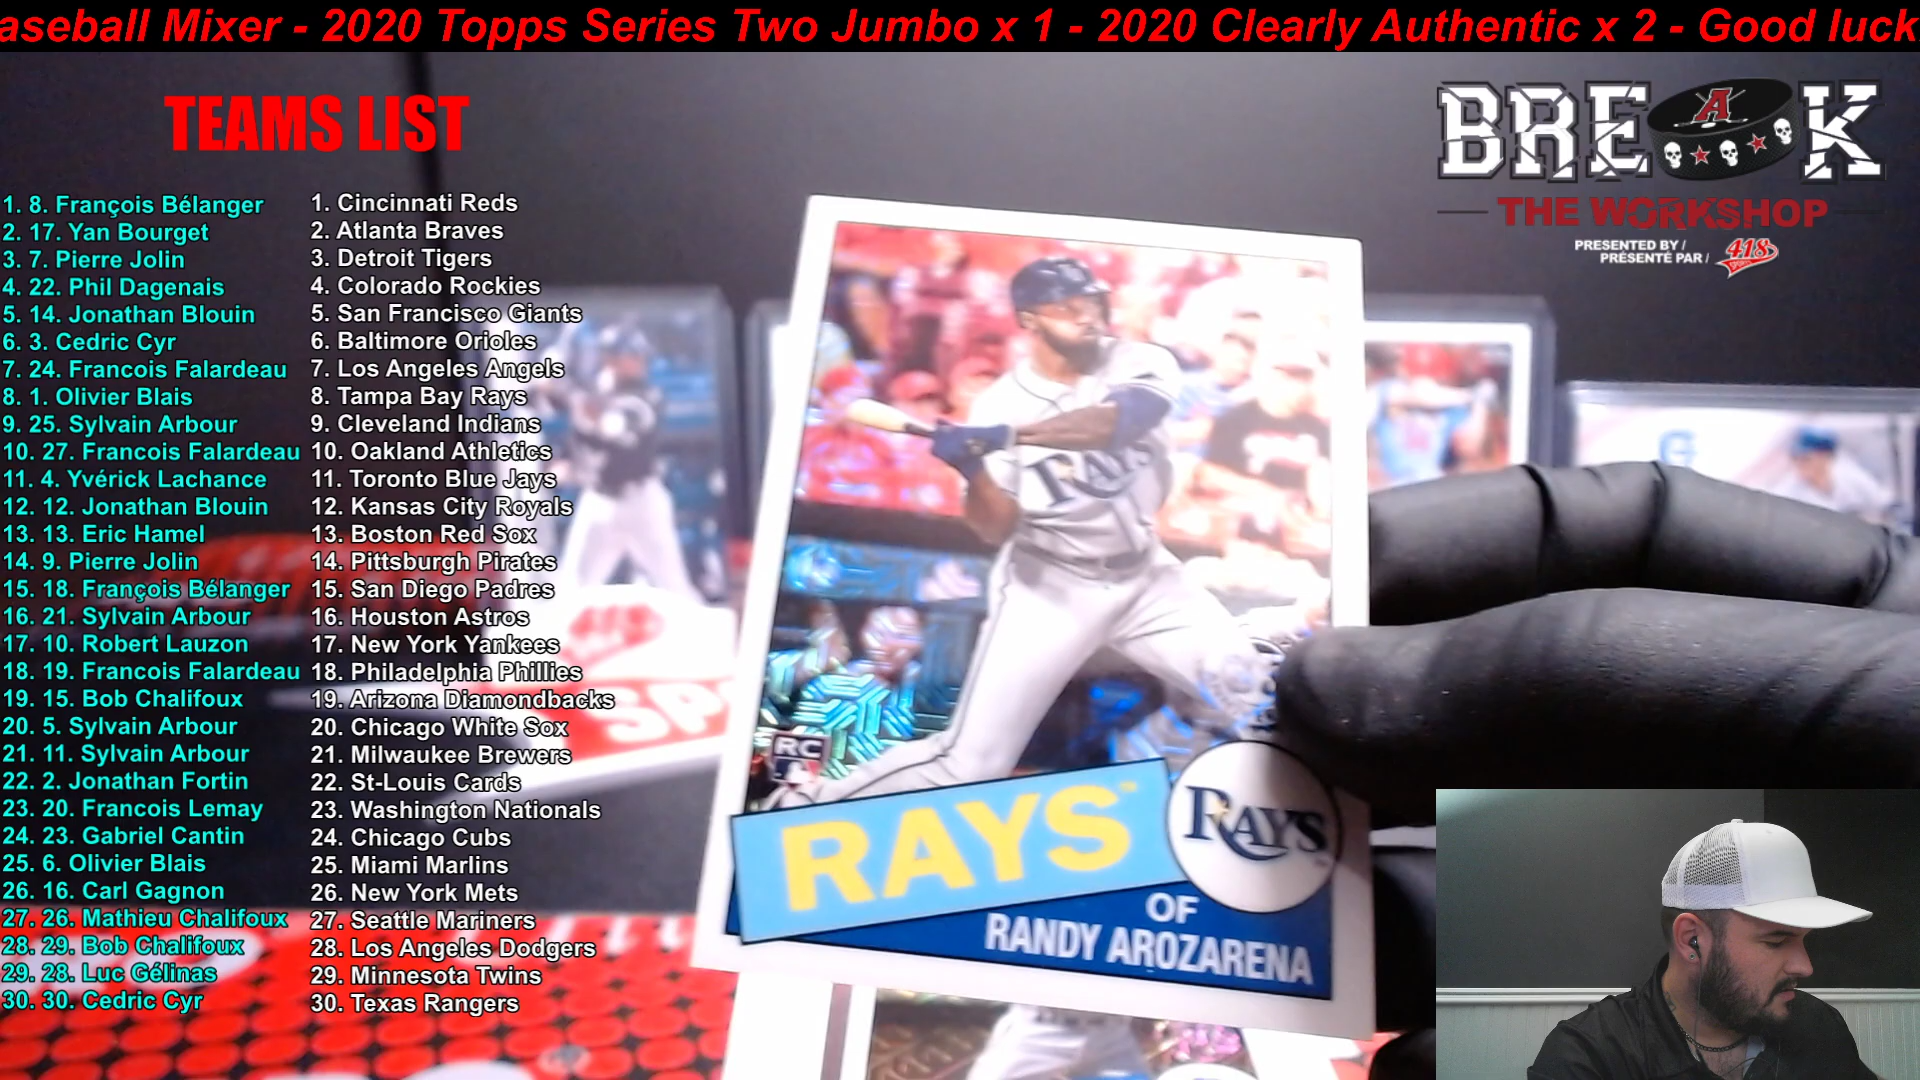 aseball Mixer - 2020 Topps Series Two Jumbo x 1 - 2020 Clearly Authentic x 2 - Good luck
TEAMS LIST
1. 8. François Bélanger
2. 17. Yan Bourget
3. 7. Pierre Jolin
4. 22. Phil Dagenais
5. 14. Jonathan Blouin
6. 3. Cedric Cyr
7. 24. Francois Falardeau
8. 1. Olivier Blais
9. 25. Sylvain Arbour
10. 27. Francois Falardeau
11. 4. Yvérick Lachance
12. 12. Jonathan Blouin
13. 13. Eric Hamel
14. 9. Pierre Jolin
15. 18. François Bélanger
16. 21. Sylvain Arbour
17. 10. Robert Lauzon
18. 19. Francois Falardeau
19. 15. Bob Chalifoux
20. 5. Sylvain Arbour
21. 11. Sylvain Arbour
22. 2. Jonathan Fortin
23. 20. Francois Lemay
24. 23. Gabriel Cantin
25. 6. Olivier Blais
26. 16. Carl Gagnon
27. 26. Mathieu Chalifoux
28. 29. Bob Chalifoux
29. 28. Luc Gélinas
30. 30. Cedric Cyr
1. Cincinnati Reds
2. Atlanta Braves
3. Detroit Tigers
4. Colorado Rockies
5. San Francisco Giants
6. Baltimore Orioles
7. Los Angeles Angels
8. Tampa Bay Rays
9. Cleveland Indians
10. Oakland Athletics
11. Toronto Blue Jays
12. Kansas City Royals
13. Boston Red Sox
14. Pittsburgh Pirates
15. San Diego Padres
16. Houston Astros
17. New York Yankees
18. Philadelphia Phillies
19. Arizona Diamondbacks
20. Chicago White Sox
21. Milwaukee Brewers
22. St-Louis Cards
23. Washington Nationals
24. Chicago Cubs
25. Miami Marlins
26. New York Mets
27. Seattle Mariners
28. Los Angeles Dodgers
29. Minnesota Twins
30. Texas Rangers
BREAK
THE WORKSHOP
PRESENTED BY /
PRÉSENTÉ PAR /
418
RAYS
RC
RAYS™
RAYS
OF
RANDY AROZARENA